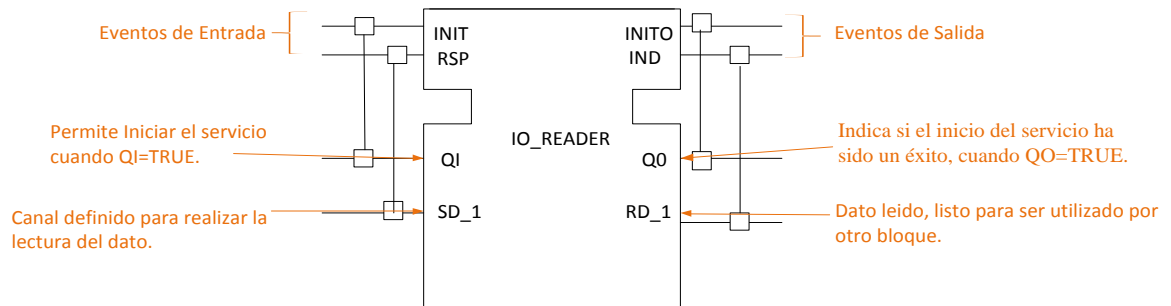 Eventos de Entrada
INIT
RSP
INITO
IND
Eventos de Salida
Permite Iniciar el servicio
cuando QI=TRUE.
QI
IO_READER
Q0
Indica si el inicio del servicio ha
sido un éxito, cuando QO=TRUE.
Canal definido para realizar la
lectura del dato.
SD_1
RD_1
Dato leido, listo para ser utilizado por
otro bloque.